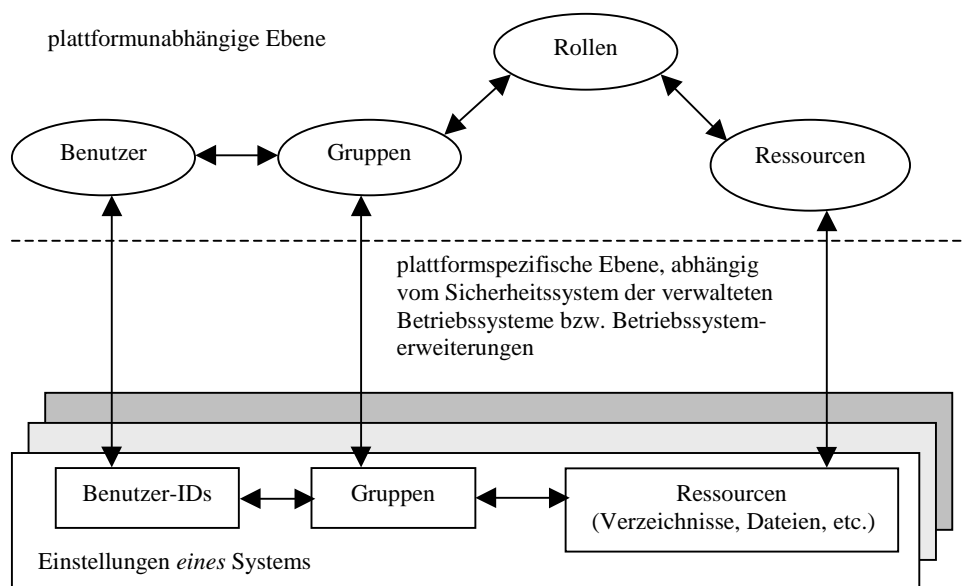 plattformunabhängige Ebene
Rollen
Benutzer
Gruppen
Ressourcen
plattformspezifische Ebene, abhängig
vom Sicherheitssystem der verwalteten
Betriebssysteme bzw. Betriebssystem-
erweiterungen
Benutzer-IDs
Gruppen
Ressourcen
(Verzeichnisse, Dateien, etc.)
Einstellungen eines Systems